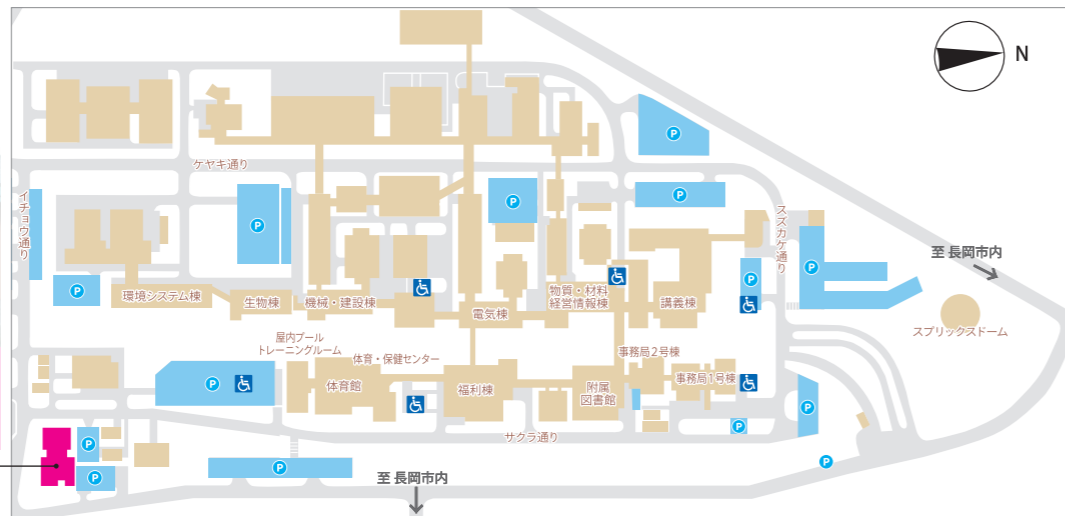 N
P
P
ケヤキ通り
イチョウ通り
P
P
スズカケ通り
P
至 長岡市内
P
環境システム棟
生物棟
機械・建設棟
電気棟
物質・材料
経営情報棟
講義棟
スプリックスドーム
屋内プール
トレーニングルーム
体育・保健センター
事務局2号棟
P
体育館
福利棟
附属
図書館
事務局1号棟
P
サクラ通り
P
P
P
P
P
至 長岡市内
P